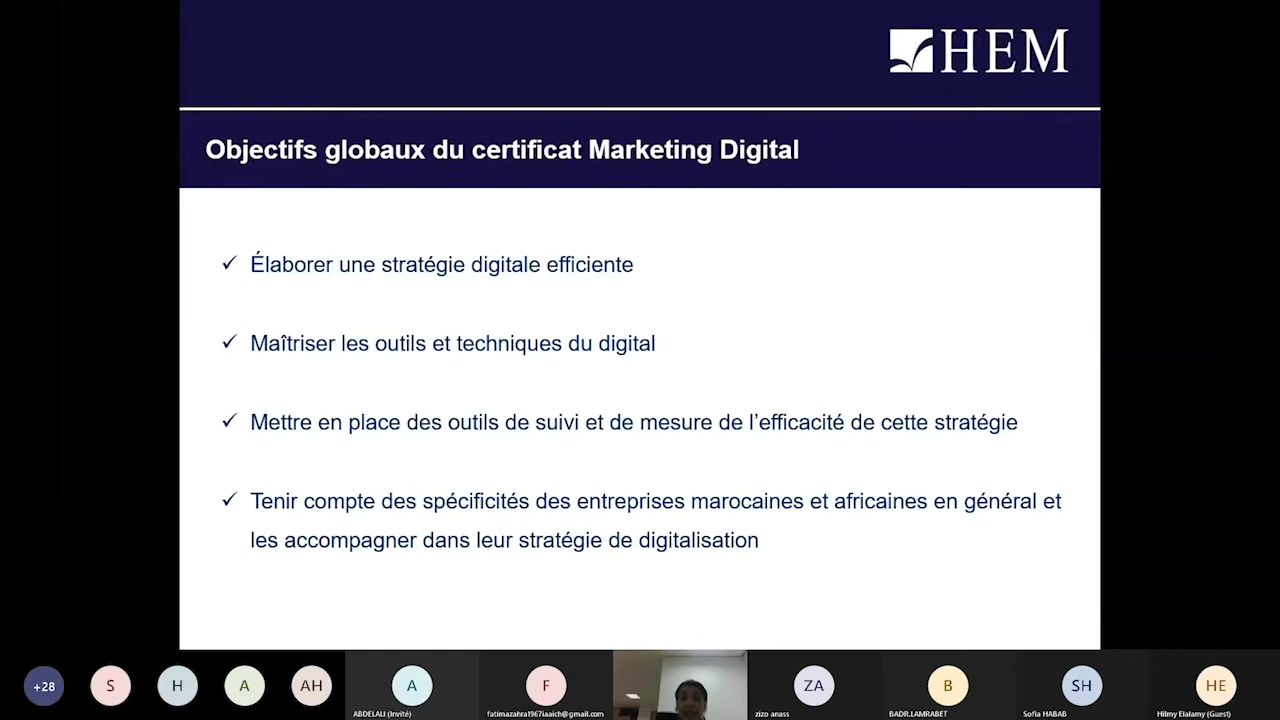 HEM
Objectifs globaux du certificat Marketing Digital
✓ Élaborer une stratégie digitale efficiente
✓ Maîtriser les outils et techniques du digital
✓ Mettre en place des outils de suivi et de mesure de l’efficacité de cette stratégie
✓ Tenir compte des spécificités des entreprises marocaines et africaines en général et
les accompagner dans leur stratégie de digitalisation
+28
S
H
A
AH
A
F
ZA
B
SH
HE
ABDELALI (Invité)
fatimazahra1967iaaich@gmail.com
zizo anass
BADR.LAMRABET
Sofia HABAB
Hilmy Elalamy (Guest)